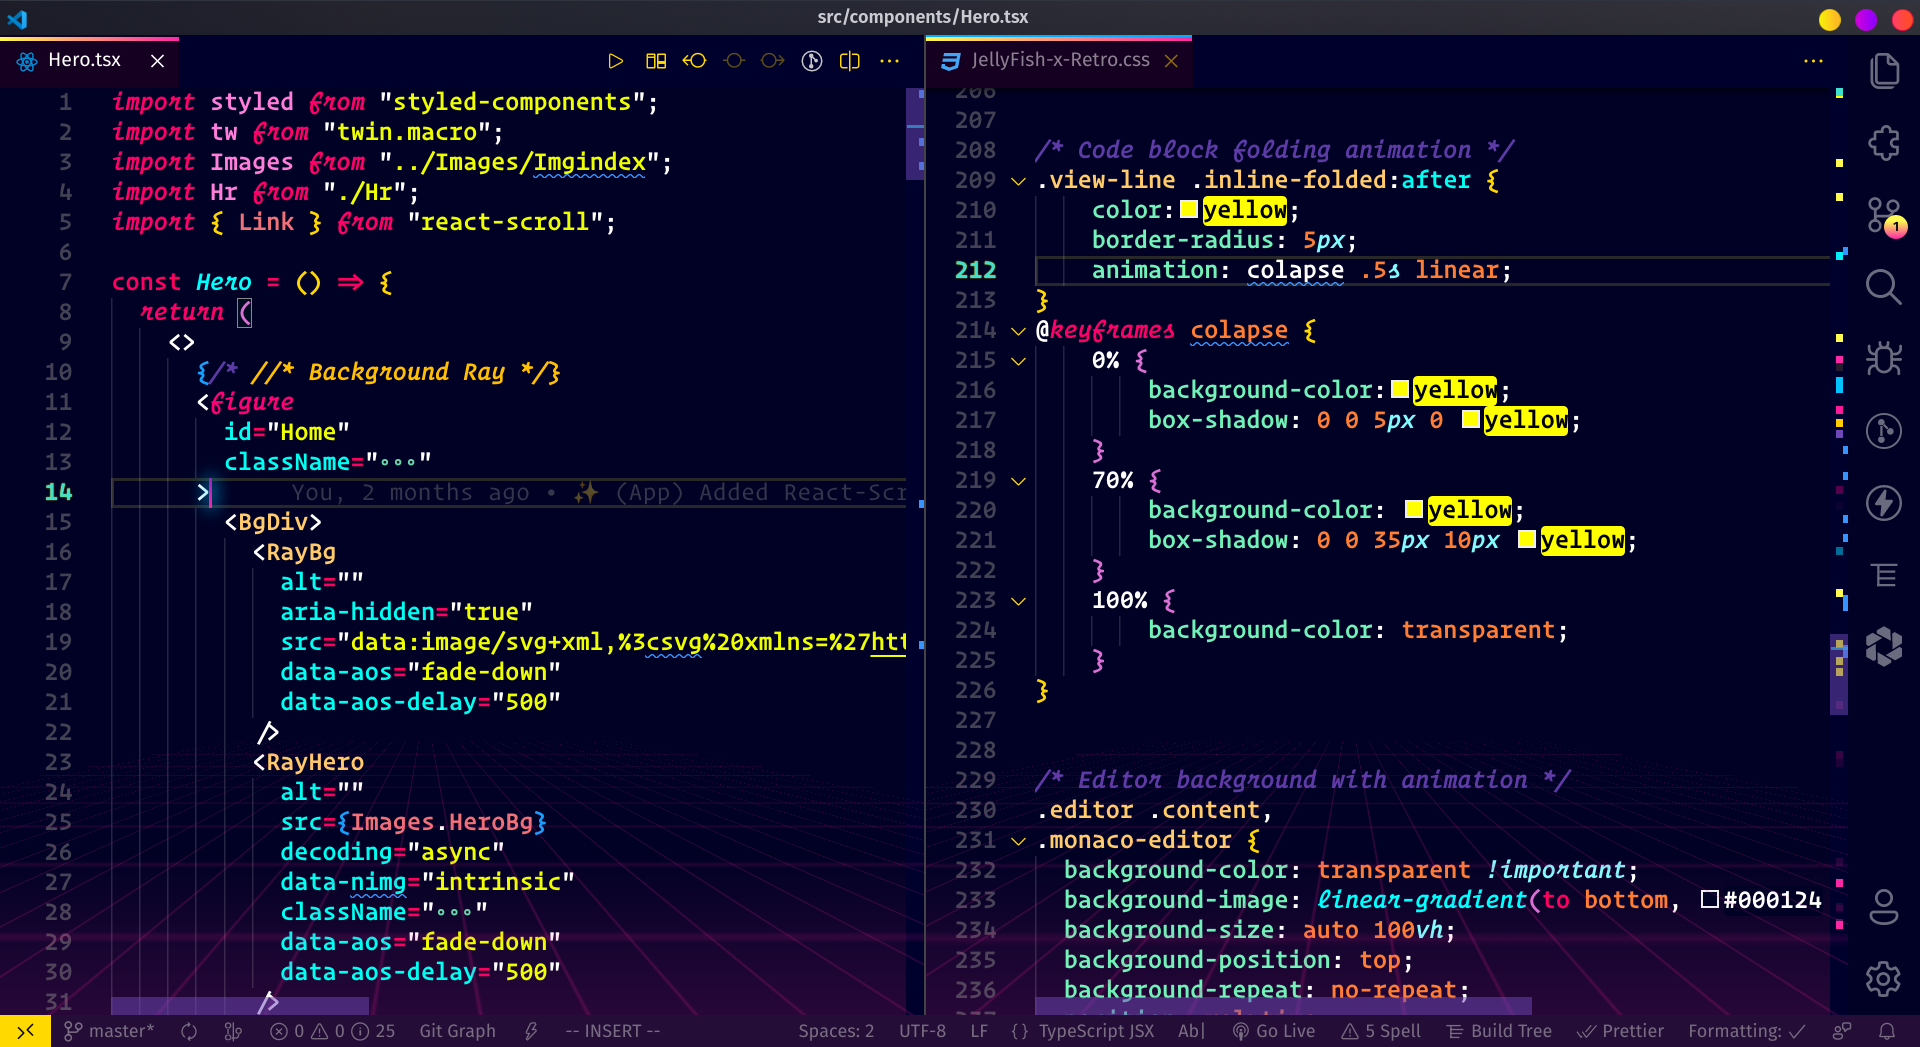 src/components/Hero.tsx
Hero.tsx
1 import styled from "styled-components";
2 import tw from "twin.macro";
3 import Images from "../Images/Imgindex";
4 import Hr from "./Hr";
5 import { Link } from "react-scroll";
6
7 const Hero = () => {
8 return (
9 <>
10 {/* //* Background Ray */}
11 <figure
12 id="Home"
13 className="..."
14 > You, 2 months ago • ✨ (App) Added React-Scr
15 <BgDiv>
16 <RayBg
17 alt=""
18 aria-hidden="true"
19 src="data:image/svg+xml,%3csvg%20xmlns=%27htt
20 data-aos="fade-down"
21 data-aos-delay="500"
22 />
23 <RayHero
24 alt=""
25 src={Images.HeroBg}
26 decoding="async"
27 data-nimg="intrinsic"
28 className="..."
29 data-aos="fade-down"
30 data-aos-delay="500"
31 />
JellyFish-x-Retro.css
206
207
208 /* Code block folding animation */
209 .view-line .inline-folded:after {
210 color: yellow;
211 border-radius: 5px;
212 animation: colapse .5s linear;
213 }
214 @keyframes colapse {
215 0% {
216 background-color: yellow;
217 box-shadow: 0 0 5px 0 yellow;
218 }
219 70% {
220 background-color: yellow;
221 box-shadow: 0 0 35px 10px yellow;
222 }
223 100% {
224 background-color: transparent;
225 }
226 }
227
228
229 /* Editor background with animation */
230 .editor .content,
231 .monaco-editor {
232 background-color: transparent !important;
233 background-image: linear-gradient(to bottom, #000124
234 background-size: auto 100vh;
235 background-position: top;
236 background-repeat: no-repeat;
1
master* 0 0 25 Git Graph -- INSERT -- Spaces: 2 UTF-8 LF {} TypeScript JSX Ab| Go Live 5 Spell Build Tree Prettier Formatting: ✓